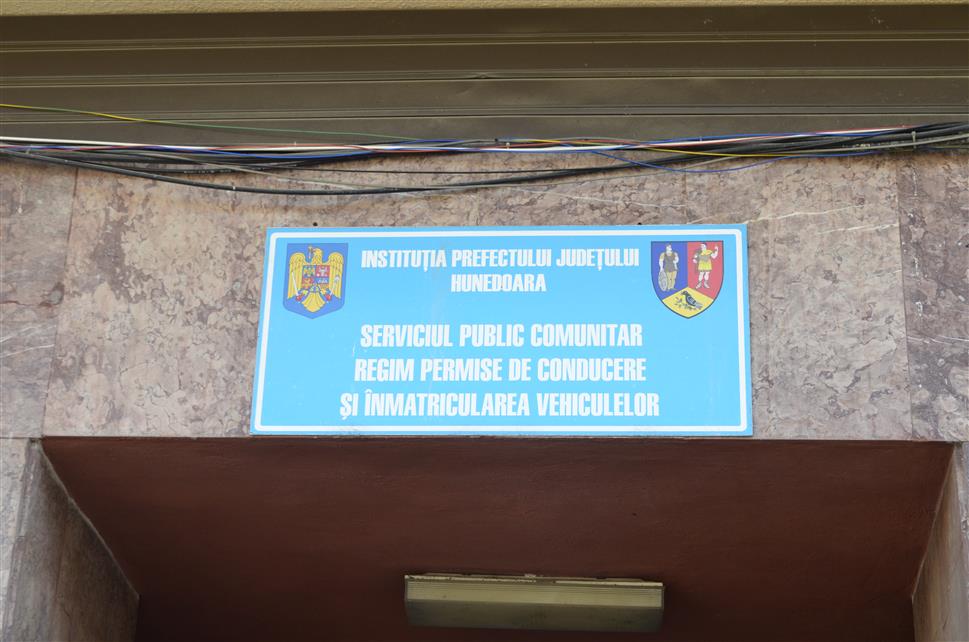 INSTITUȚIA PREFECTULUI JUDEȚULUI
HUNEDOARA
SERVICIUL PUBLIC COMUNITAR
REGIM PERMISE DE CONDUCERE
ȘI ÎNMATRICULAREA VEHICULELOR